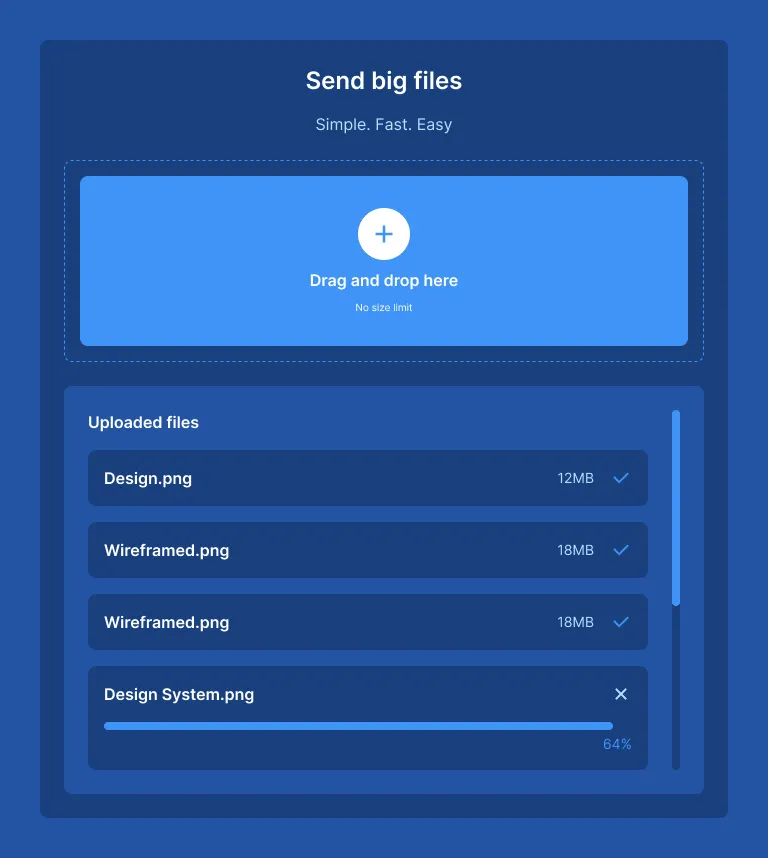 Send big files
Simple. Fast. Easy
Drag and drop here
No size limit
Uploaded files
Design.png 12MB
Wireframed.png 18MB
Wireframed.png 18MB
Design System.png
64%